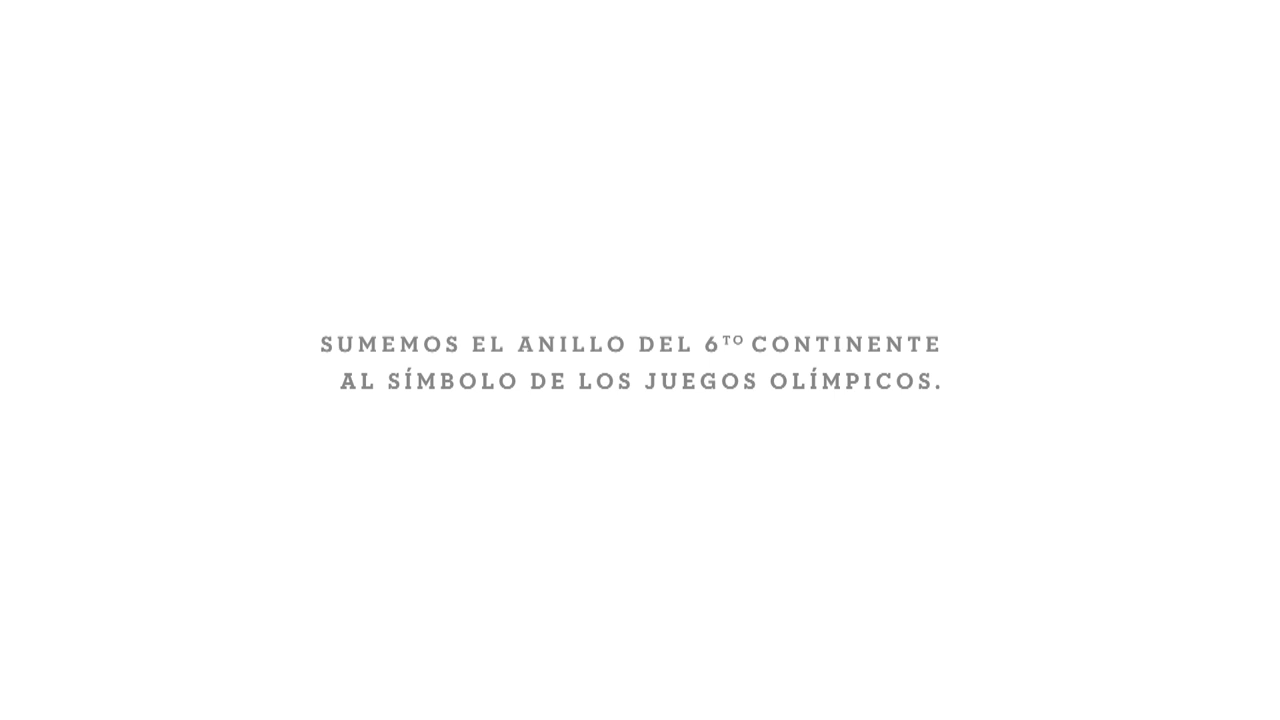 SUMEMOS EL ANILLO DEL 6TO CONTINENTE
AL SÍMBOLO DE LOS JUEGOS OLÍMPICOS.